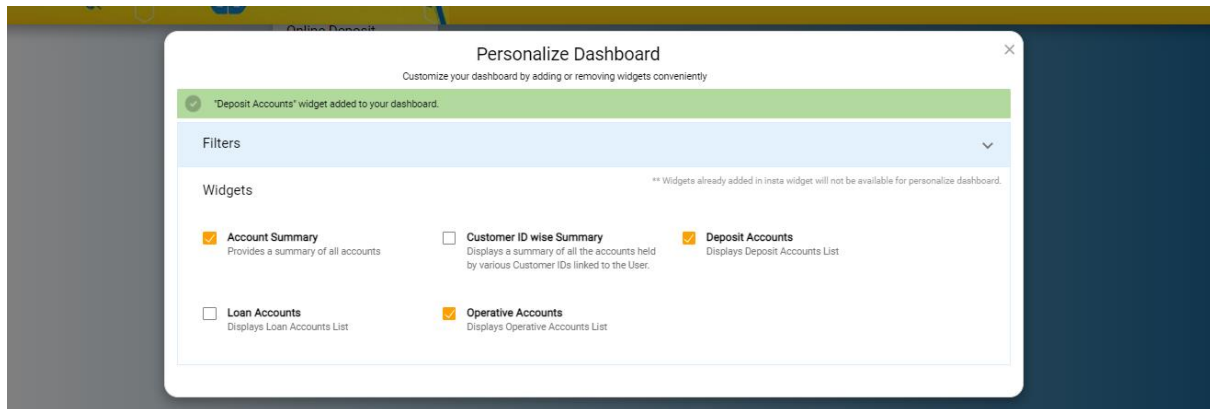 Online Deposit
Personalize Dashboard
Customize your dashboard by adding or removing widgets conveniently
"Deposit Accounts" widget added to your dashboard.
Filters
Widgets
** Widgets already added in insta widget will not be available for personalize dashboard.
Account Summary
Provides a summary of all accounts
Customer ID wise Summary
Displays a summary of all the accounts held
by various Customer IDs linked to the User.
Deposit Accounts
Displays Deposit Accounts List
Loan Accounts
Displays Loan Accounts List
Operative Accounts
Displays Operative Accounts List